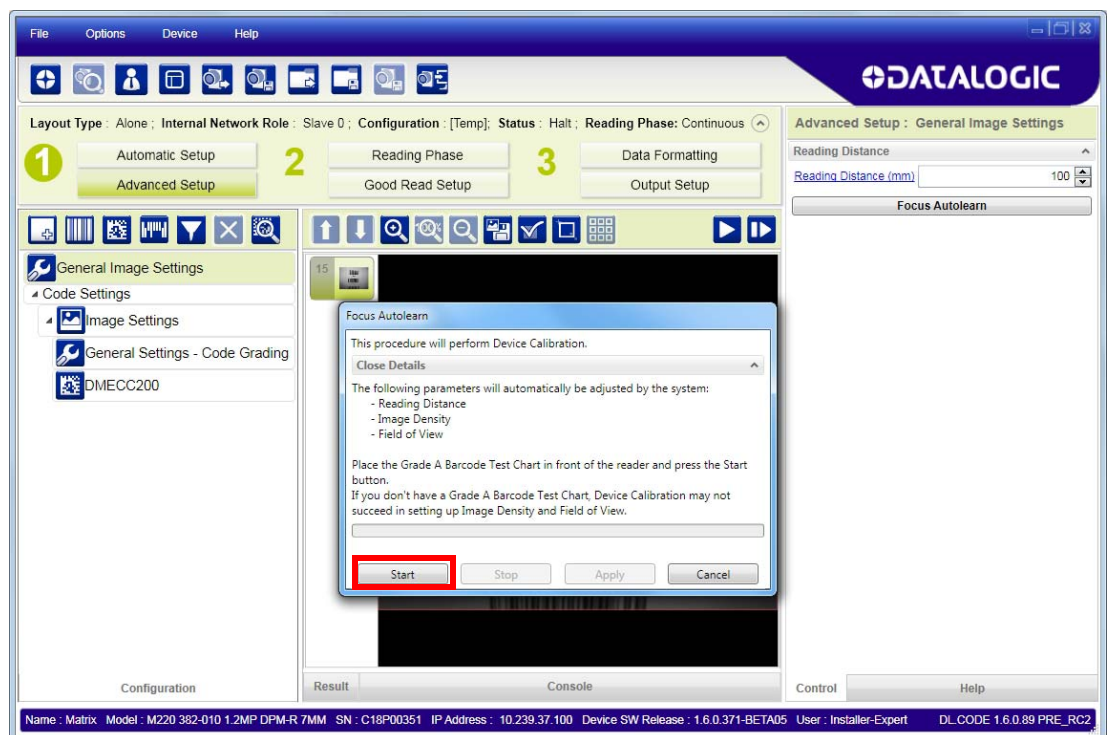 File Options Device Help
DATALOGIC
Layout Type : Alone ; Internal Network Role : Slave 0 ; Configuration : [Temp]; Status : Halt ; Reading Phase: Continuous
1 Automatic Setup 2 Reading Phase 3 Data Formatting
Advanced Setup Good Read Setup Output Setup
Advanced Setup : General Image Settings
Reading Distance
Reading Distance (mm) 100
Focus Autolearn
General Image Settings
Code Settings
Image Settings
General Settings - Code Grading
DMECC200
Configuration
100%
15
Focus Autolearn
This procedure will perform Device Calibration.
Close Details
The following parameters will automatically be adjusted by the system:
- Reading Distance
- Image Density
- Field of View
Place the Grade A Barcode Test Chart in front of the reader and press the Start
button.
If you don't have a Grade A Barcode Test Chart, Device Calibration may not
succeed in setting up Image Density and Field of View.
Start Stop Apply Cancel
Result Console
Control Help
Name : Matrix Model : M220 382-010 1.2MP DPM-R 7MM SN : C18P00351 IP Address : 10.239.37.100 Device SW Release : 1.6.0.371-BETA05 User : Installer-Expert DL.CODE 1.6.0.89 PRE_RC2